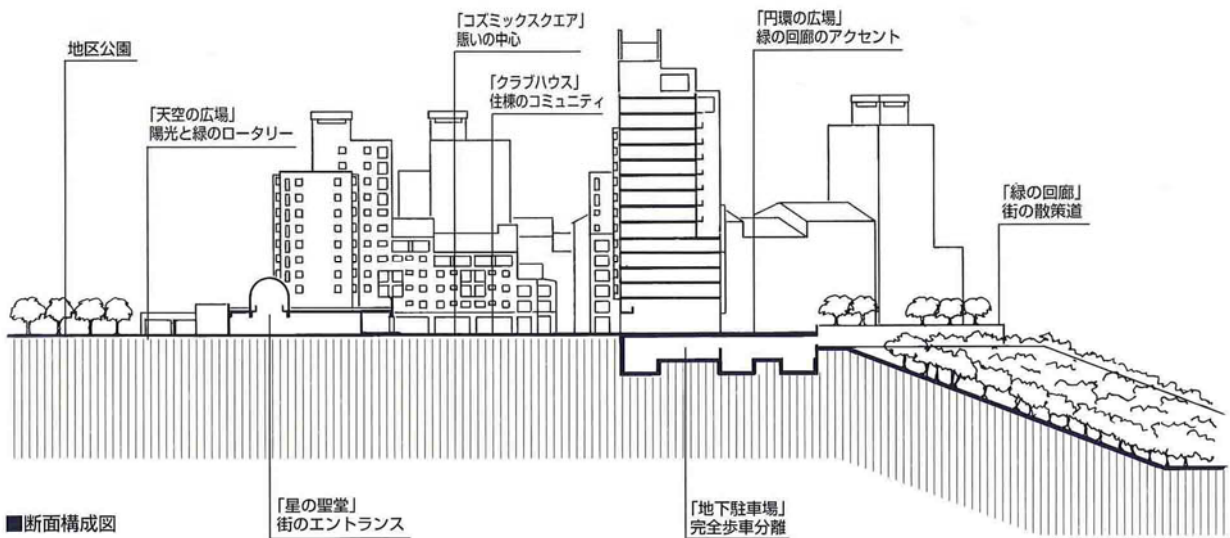 地区公園
「天空の広場」
陽光と緑のロータリー
「コズミックスクエア」
賑いの中心
「クラブハウス」
住棟のコミュニティ
「円環の広場」
緑の回廊のアクセント
「緑の回廊」
街の散策道
「星の聖堂」
街のエントランス
「地下駐車場」
完全歩車分離
■断面構成図